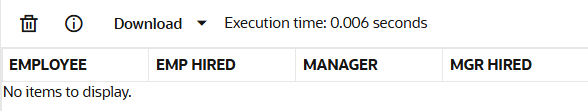 Download Execution time: 0.006 seconds
EMPLOYEE EMP HIRED MANAGER MGR HIRED
No items to display.